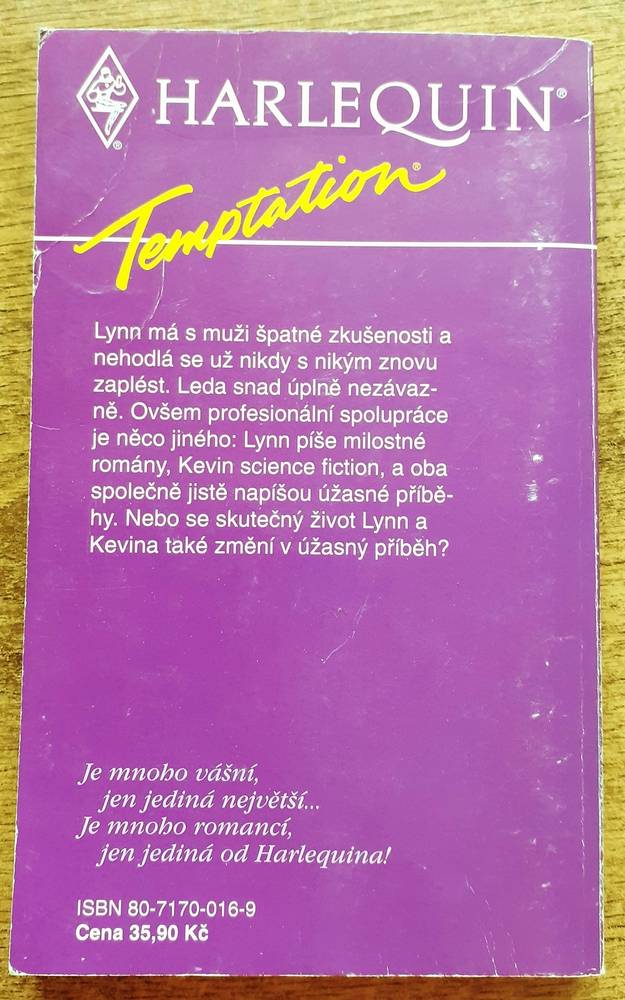 HARLEQUIN®
Temptation®
Lynn má s muži špatné zkušenosti a
nehodlá se už nikdy s nikým znovu
zaplést. Leda snad úplně nezávaz-
ně. Ovšem profesionální spolupráce
je něco jiného: Lynn píše milostné
romány, Kevin science fiction, a oba
společně jistě napíšou úžasné příbě-
hy. Nebo se skutečný život Lynn a
Kevina také změní v úžasný příběh?
Je mnoho vášní,
jen jediná největší...
Je mnoho romancí,
jen jediná od Harlequina!
ISBN 80-7170-016-9
Cena 35,90 Kč